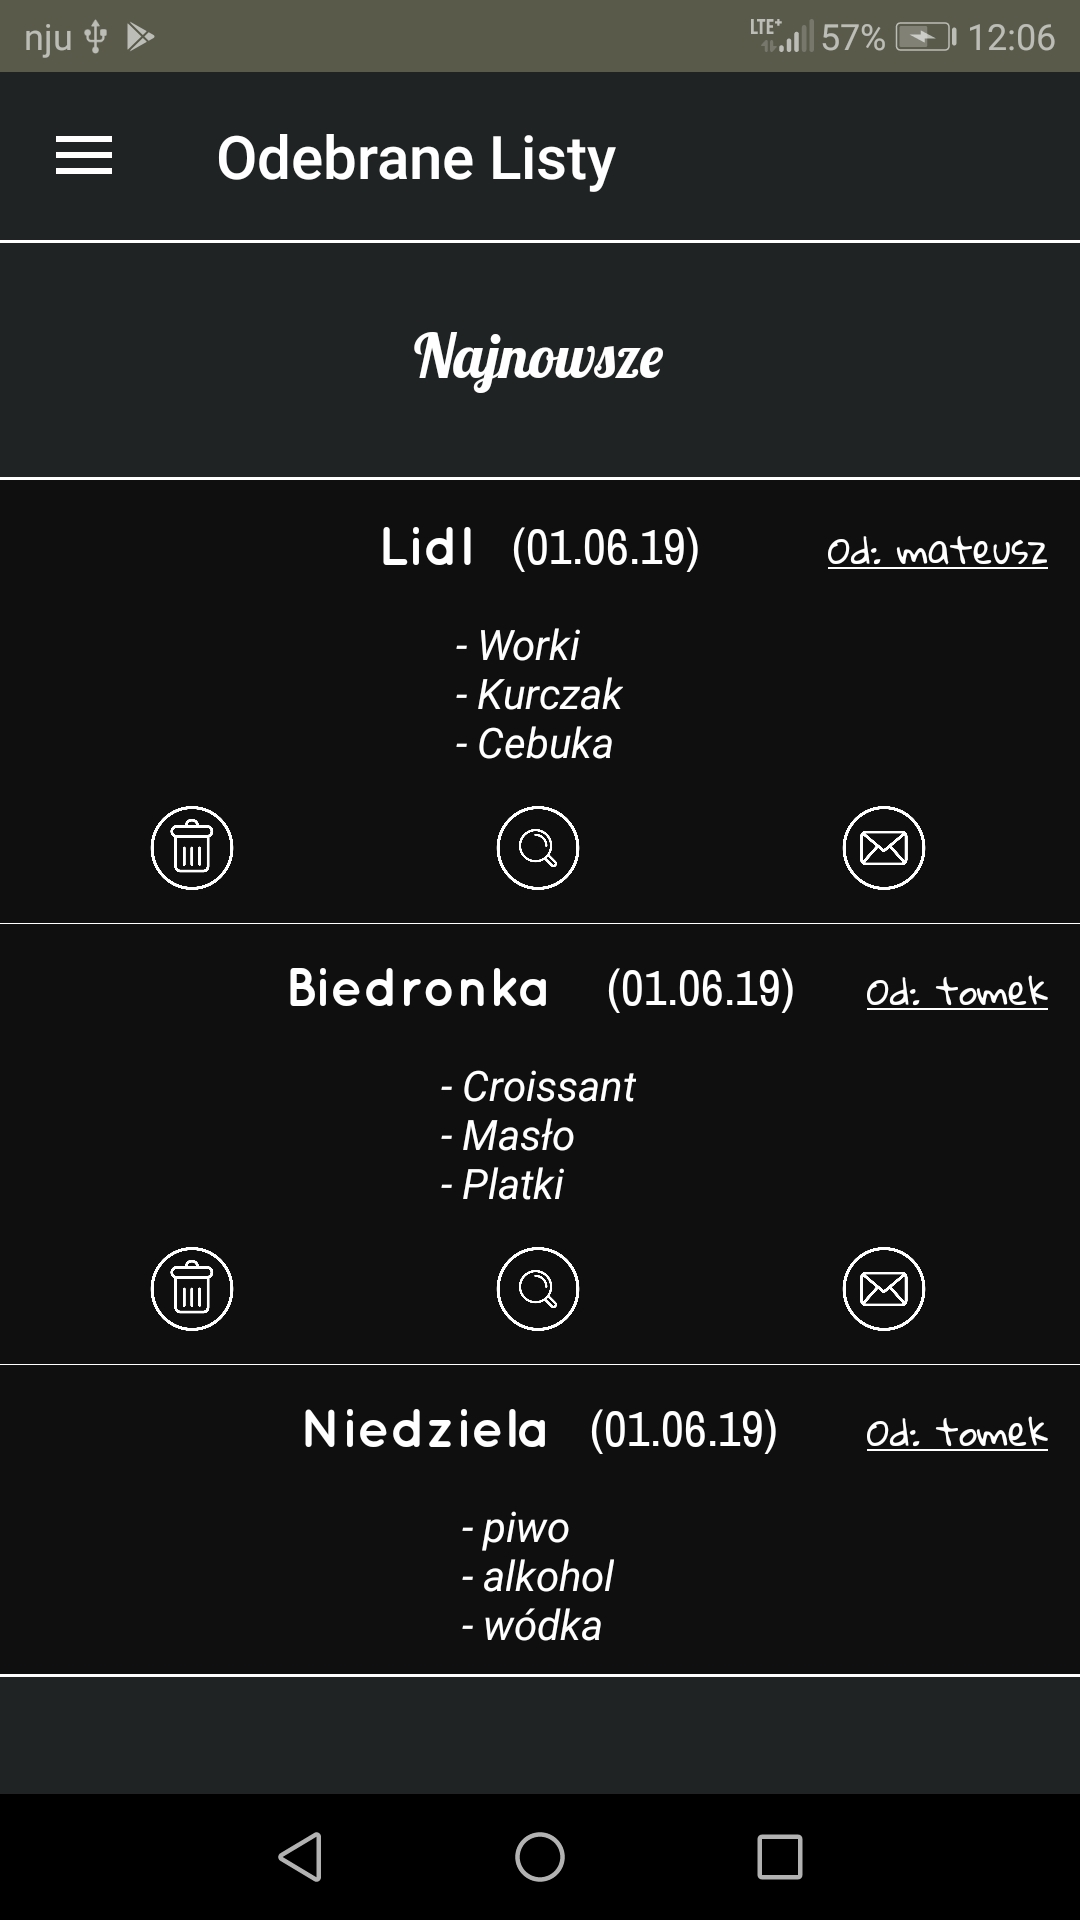 nju LTE+ 57% 12:06
Odebrane Listy
Najnowsze
Lidl (01.06.19) Od: mateusz
- Worki
- Kurczak
- Cebuka
Biedronka (01.06.19) Od: tomek
- Croissant
- Masło
- Platki
Niedziela (01.06.19) Od: tomek
- piwo
- alkohol
- wódka